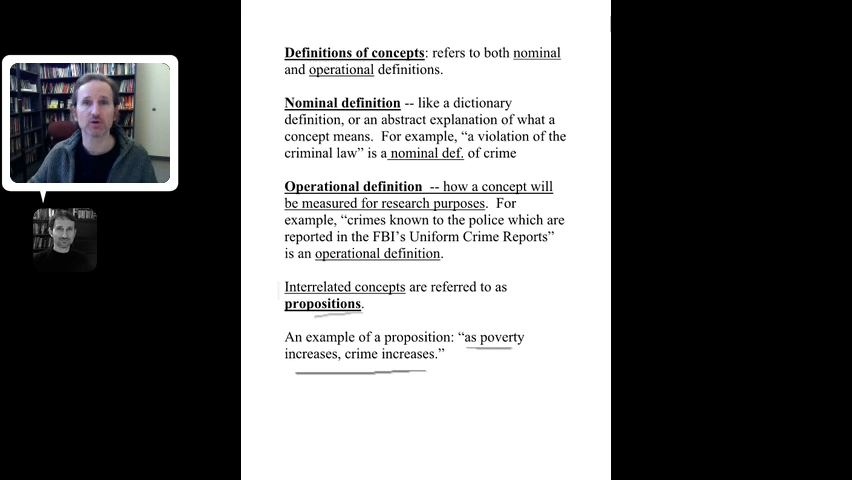 Definitions of concepts: refers to both nominal
and operational definitions.
Nominal definition -- like a dictionary
definition, or an abstract explanation of what a
concept means. For example, “a violation of the
criminal law” is a nominal def. of crime
Operational definition -- how a concept will
be measured for research purposes. For
example, “crimes known to the police which are
reported in the FBI’s Uniform Crime Reports”
is an operational definition.
Interrelated concepts are referred to as
propositions.
An example of a proposition: “as poverty
increases, crime increases.”